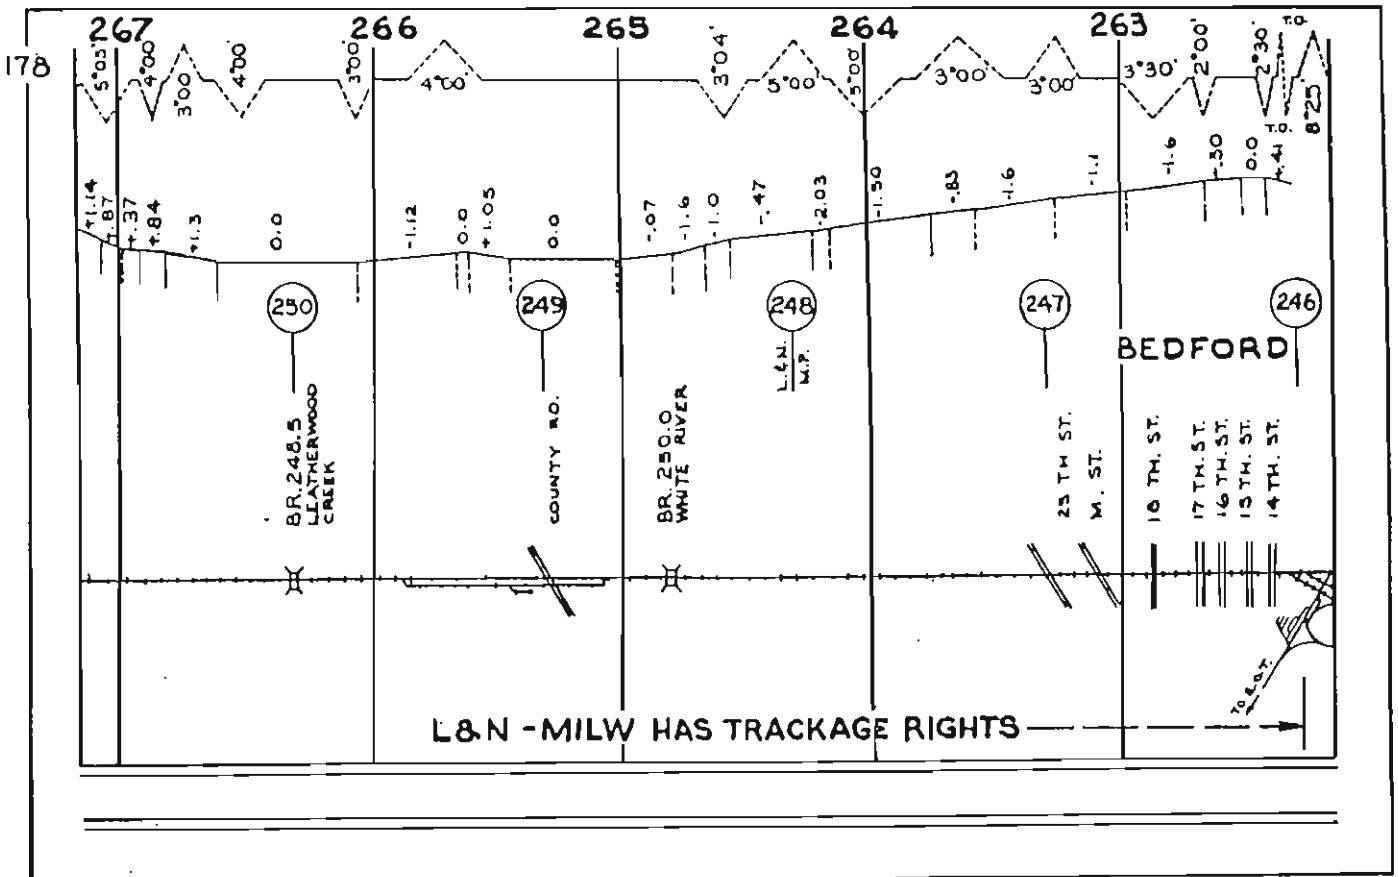 267 266 265 264 263
178
5°05' 4°00' 3°00' 4°00' 3°00' 4°00' 3°04' 5°00' 5°00' 3°00' 3°00' 3°30' 2°00' 2°30' T.O. T.O. 8°25'
+1.14 +.87 +.37 +.84 +1.3 0.0 -1.12 0.0 +1.05 0.0 -.07 -1.6 -1.0 -.47 -2.03 -1.50 -.83 -1.6 -1.1 -1.6 +.50 0.0 +.41
250 249 248 247 246
L.&N. M.P.
BEDFORD
BR. 248.5
LEATHERWOOD
CREEK
COUNTY RD.
BR. 250.0
WHITE RIVER
25 TH ST.
M. ST.
18 TH. ST.
17 TH. ST.
16 TH. ST.
15 TH. ST.
14 TH. ST.
L&N - MILW HAS TRACKAGE RIGHTS